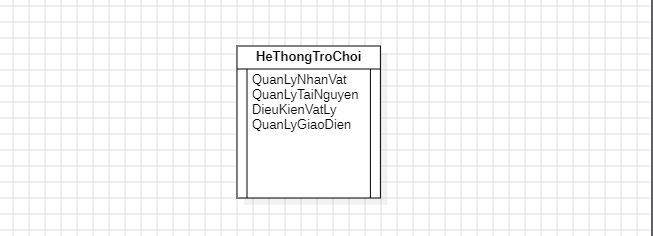 HeThongTroChoi
QuanLyNhanVat
QuanLyTaiNguyen
DieuKienVatLy
QuanLyGiaoDien